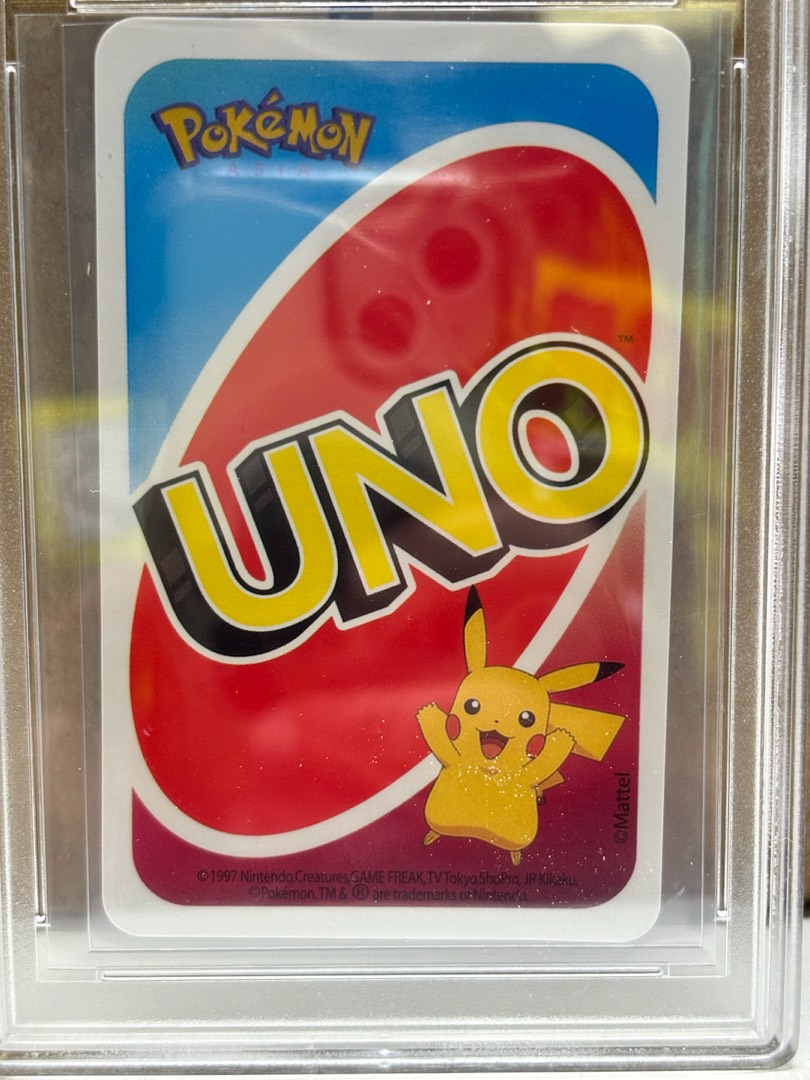 POKéMON
ASIA
UNO
TM
©Mattel
©1997 Nintendo,Creatures,GAME FREAK,TV Tokyo,ShoPro, JR Kikaku.
©Pokémon.TM & ® are trademarks of Nintendo.